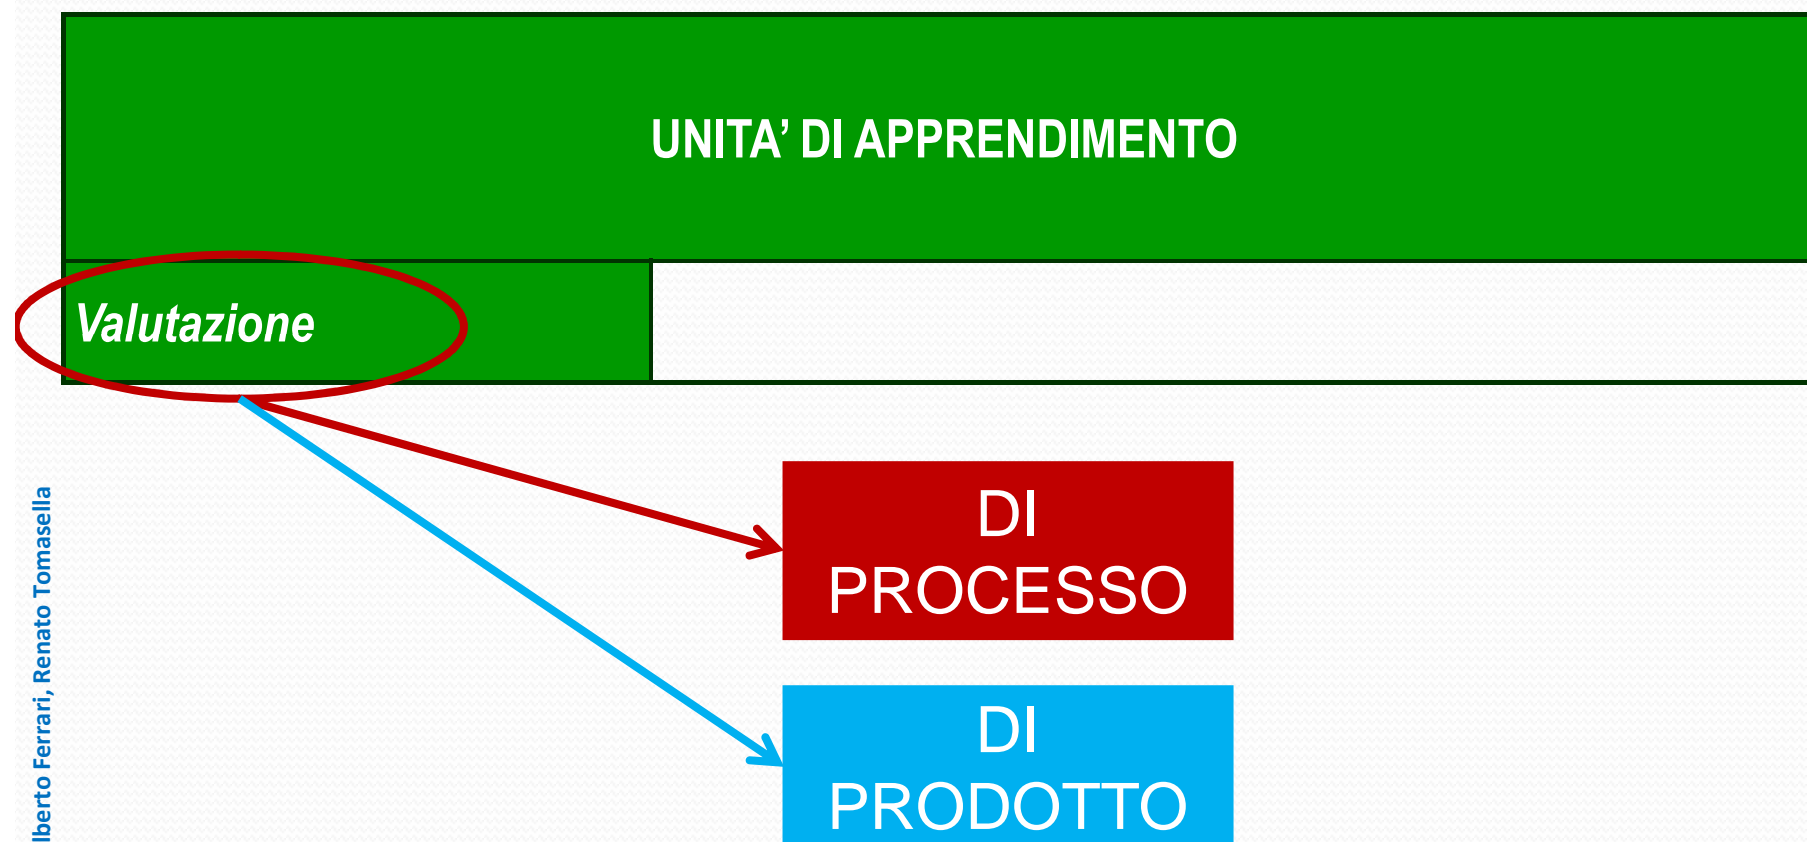 UNITA’ DI APPRENDIMENTO
Valutazione
DI
PROCESSO
DI
PRODOTTO
lberto Ferrari, Renato Tomasella